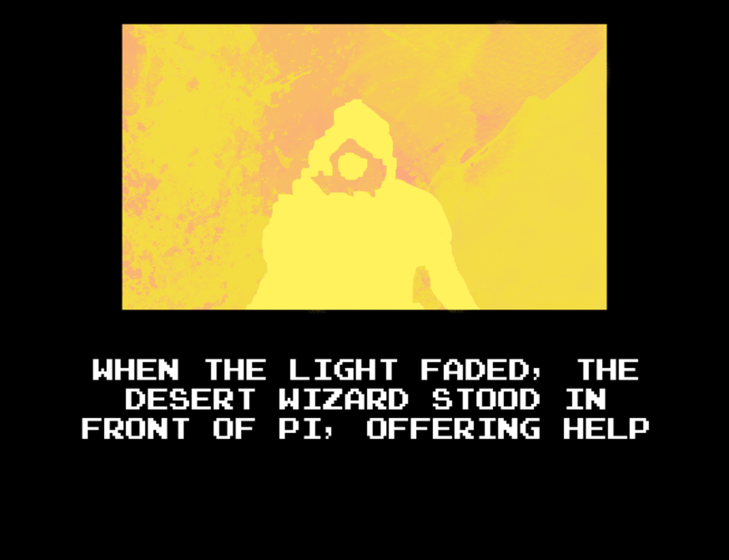 WHEN THE LIGHT FADED, THE
DESERT WIZARD STOOD IN
FRONT OF PI, OFFERING HELP